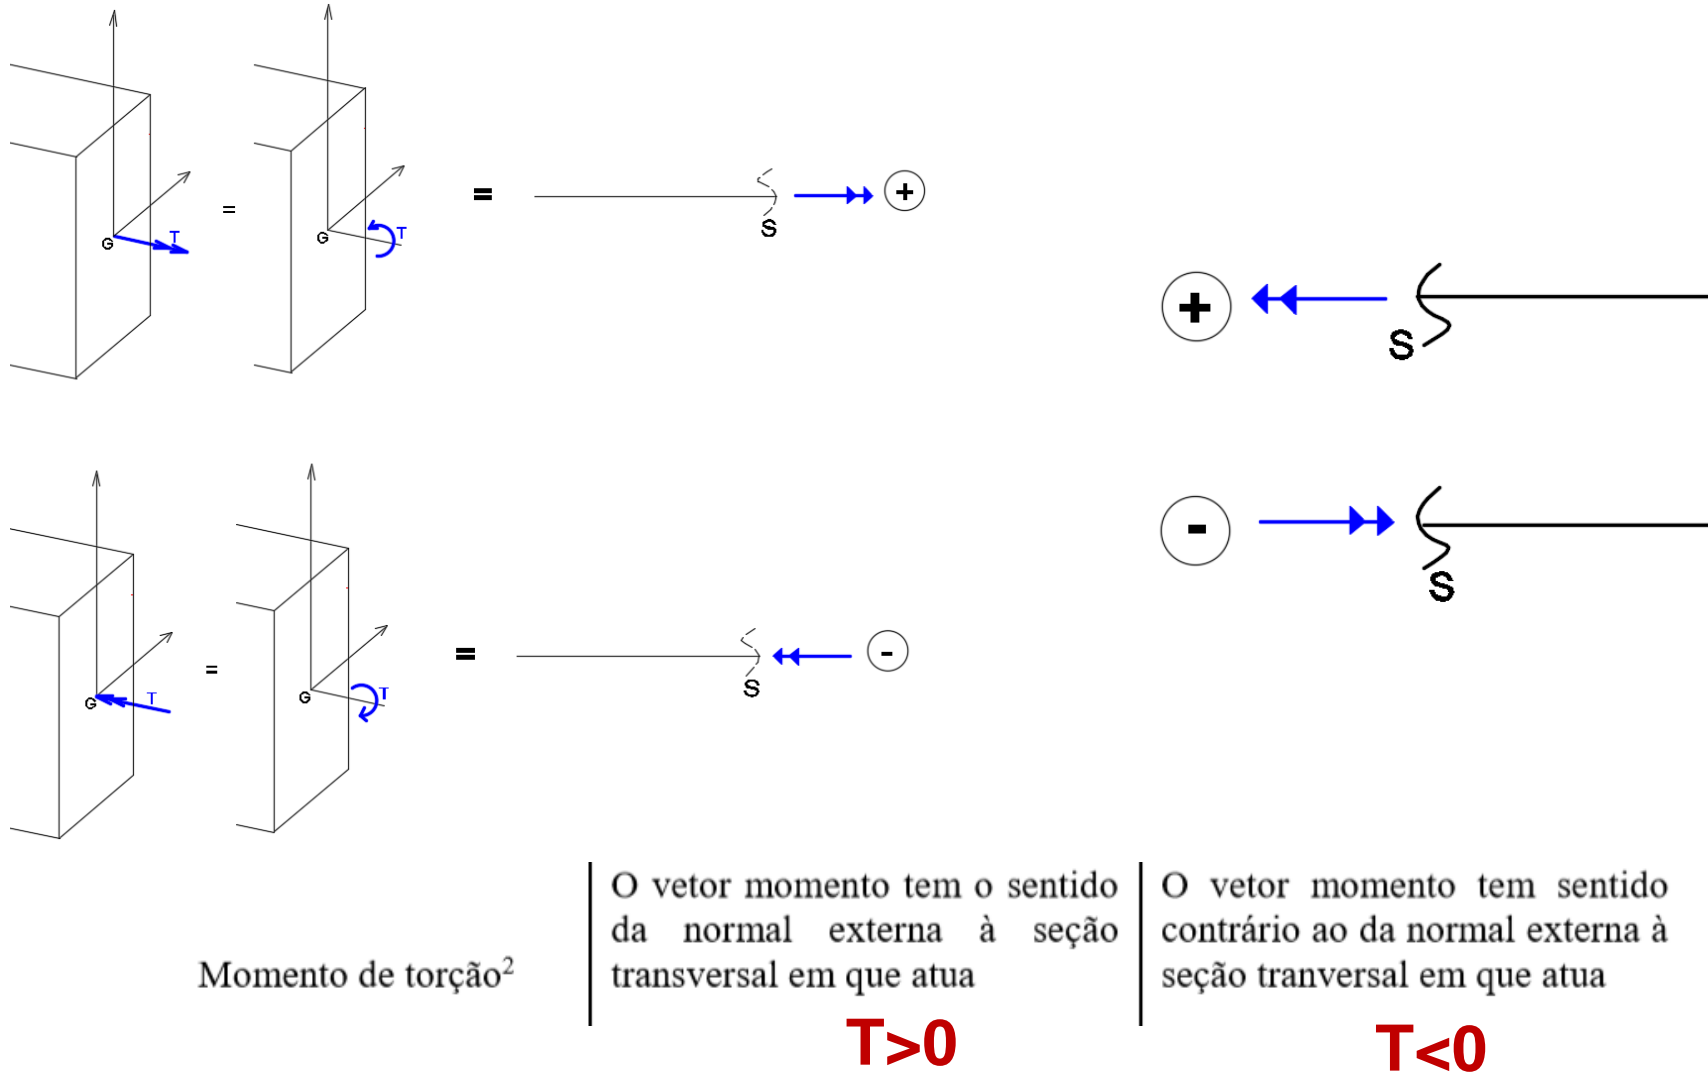 G T = G T = S +
+ S
- S
G T = G T = S -
Momento de torção²
O vetor momento tem o sentido
da normal externa à seção
transversal em que atua
T>0
O vetor momento tem sentido
contrário ao da normal externa à
seção tranversal em que atua
T<0